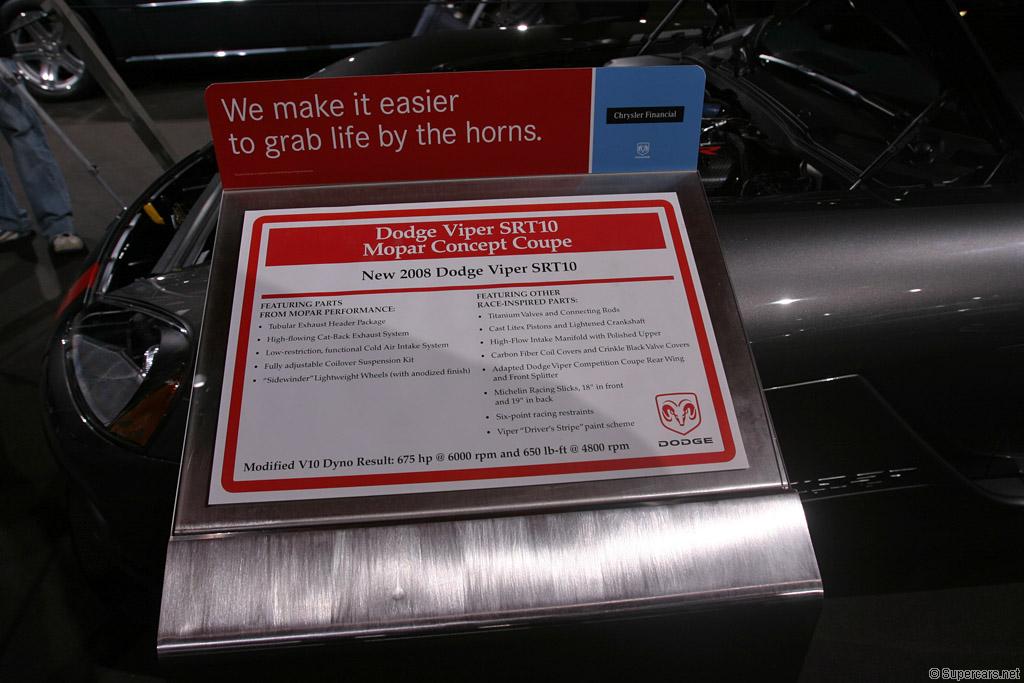 We make it easier
to grab life by the horns.
Chrysler Financial
Dodge Viper SRT10
Mopar Concept Coupe
New 2008 Dodge Viper SRT10
FEATURING PARTS
FROM MOPAR PERFORMANCE:
• Tubular Exhaust Header Package
• High-flowing Cat-Back Exhaust System
• Low-restriction, functional Cold Air Intake System
• Fully adjustable Coilover Suspension Kit
• "Sidewinder" Lightweight Wheels (with anodized finish)
FEATURING OTHER
RACE-INSPIRED PARTS:
• Titanium Valves and Connecting Rods
• Cast Litex Pistons and Lightened Crankshaft
• High-Flow Intake Manifold with Polished Upper
• Carbon Fiber Coil Covers and Crinkle Black Valve Covers
• Adapted Dodge Viper Competition Coupe Rear Wing
and Front Splitter
• Michelin Racing Slicks, 18" in front
and 19" in back
• Six-point racing restraints
• Viper "Driver's Stripe" paint scheme
DODGE
Modified V10 Dyno Result: 675 hp @ 6000 rpm and 650 lb-ft @ 4800 rpm
© Supercars.net